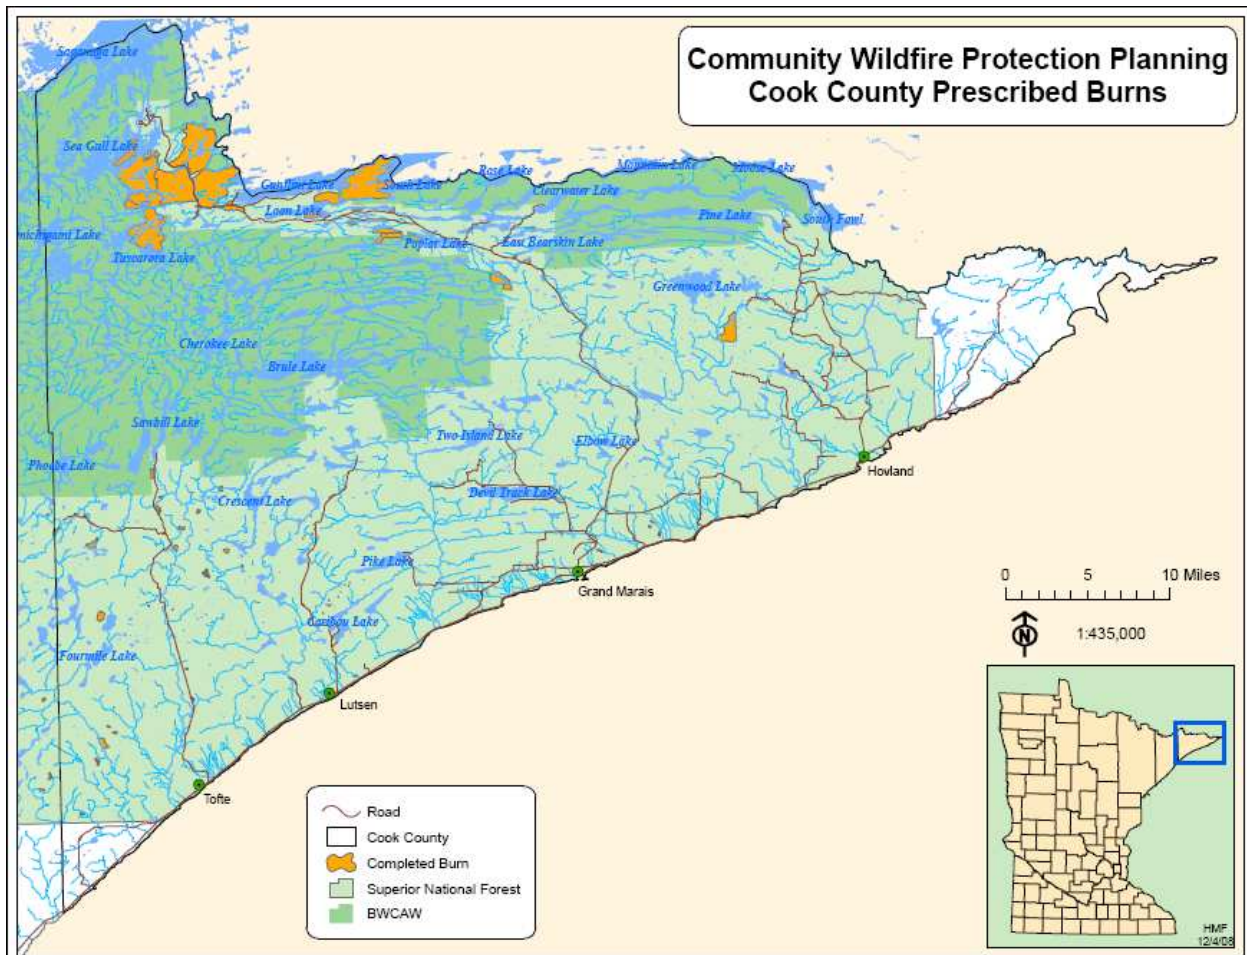 Community Wildfire Protection Planning
Cook County Prescribed Burns
Saganaga Lake
Sea Gull Lake
Gunflint Lake
South Lake
Rose Lake
Mountain Lake
Moose Lake
Clearwater Lake
Loon Lake
Pine Lake
South Fowl
Lake
Poplar Lake
East Bearskin Lake
Tuscarora Lake
Greenwood Lake
Cherokee Lake
Brule Lake
Sawbill Lake
Two Island Lake
Elbow Lake
Phoebe Lake
Hovland
Crescent Lake
Devil Track Lake
Pike Lake
Grand Marais
Caribou Lake
Fourmile Lake
Lutsen
Tofte
0 5 10 Miles
N
1:435,000
Road
Cook County
Completed Burn
Superior National Forest
BWCAW
HMF
12/4/08